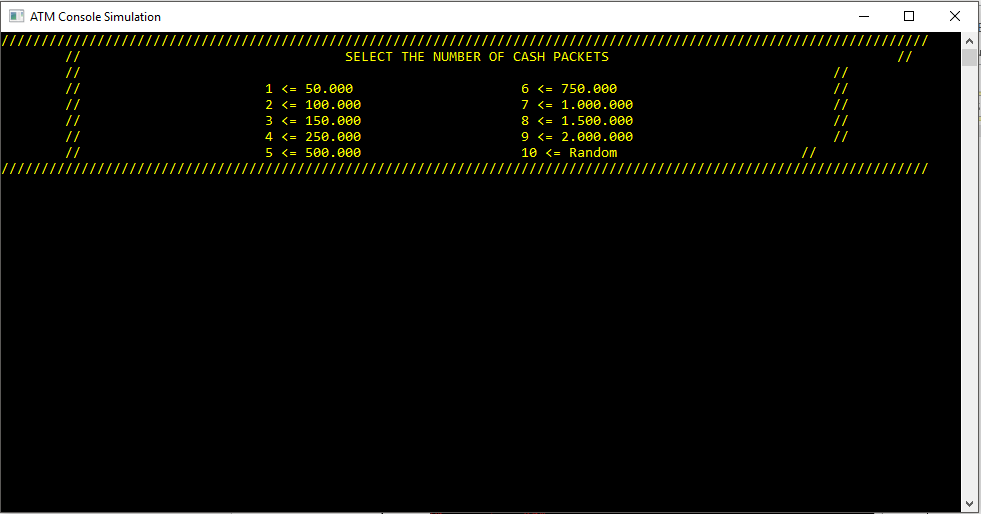 ATM Console Simulation
////////////////////////////////////////////////////////////////////////////////////////////////////////////////////
// SELECT THE NUMBER OF CASH PACKETS //
// //
// 1 <= 50.000 6 <= 750.000 //
// 2 <= 100.000 7 <= 1.000.000 //
// 3 <= 150.000 8 <= 1.500.000 //
// 4 <= 250.000 9 <= 2.000.000 //
// 5 <= 500.000 10 <= Random //
////////////////////////////////////////////////////////////////////////////////////////////////////////////////////